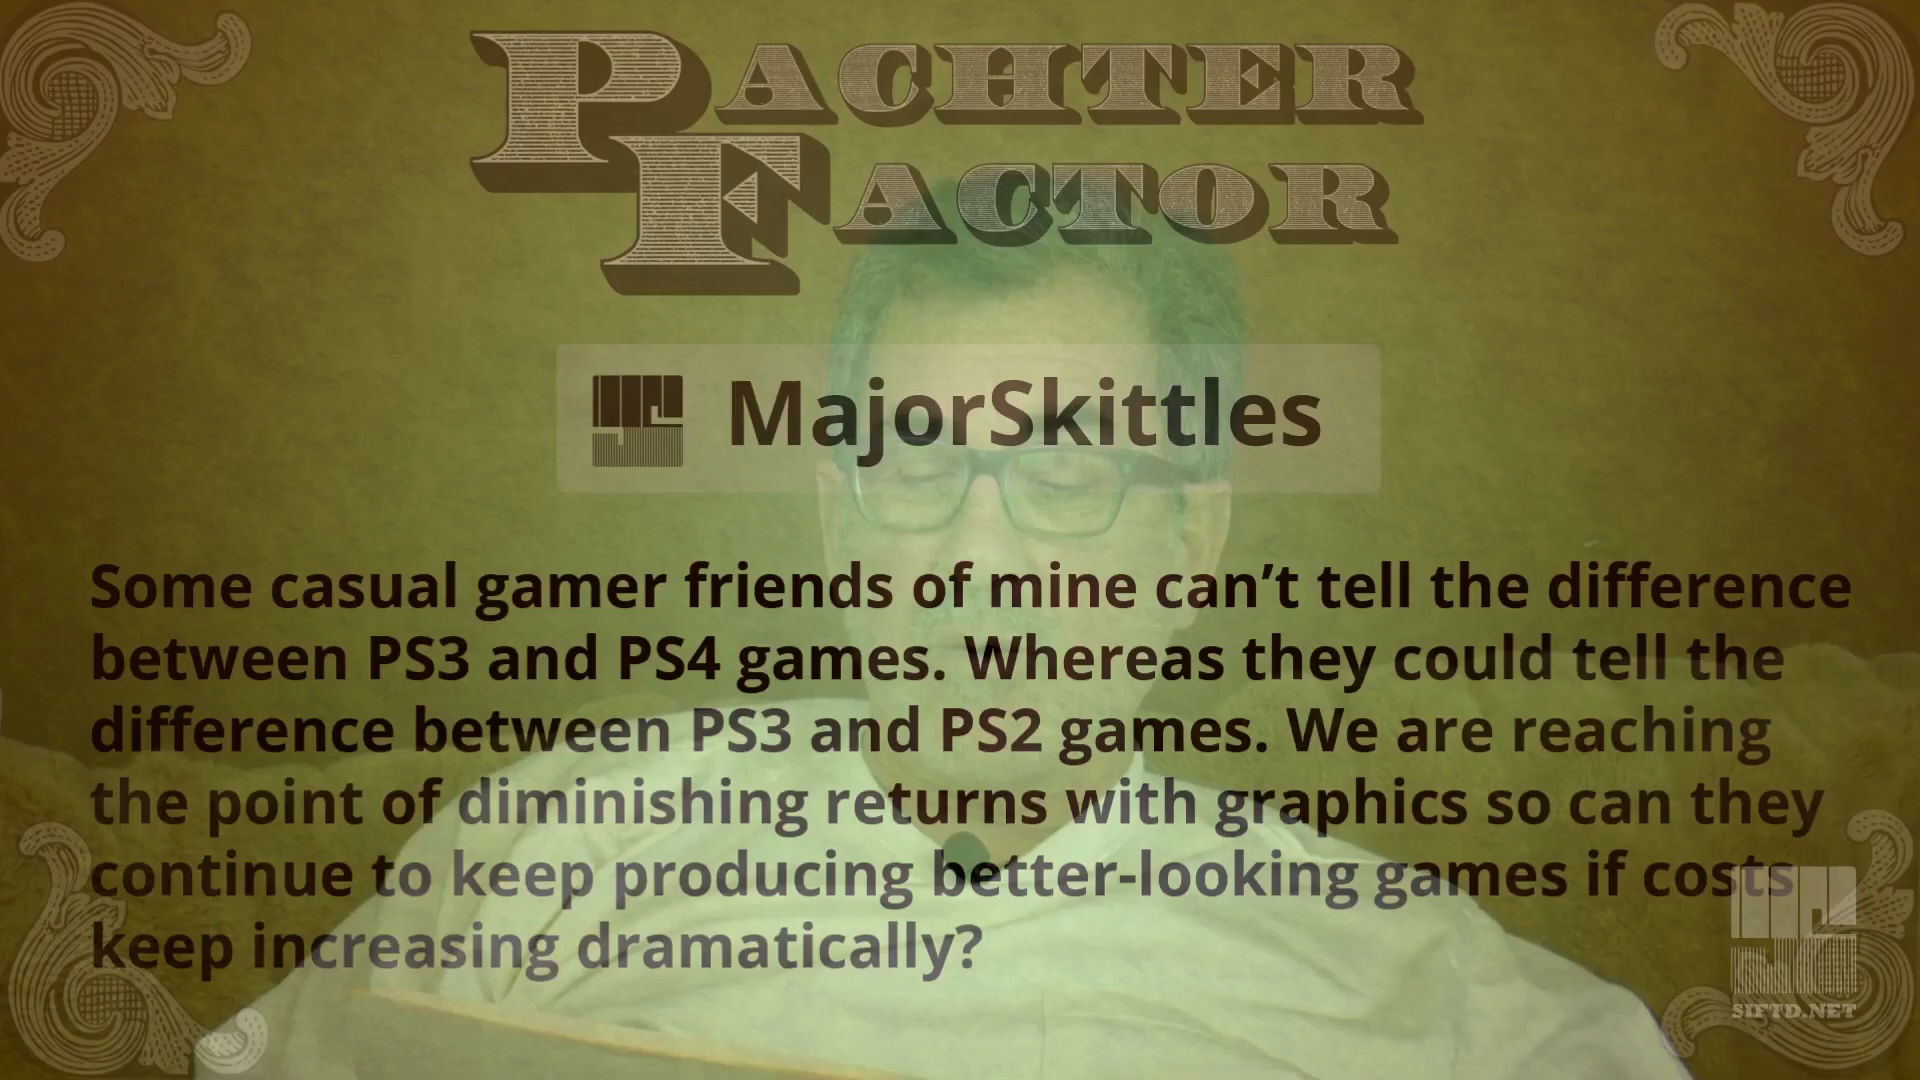 PACHTER
FACTOR
MajorSkittles
Some casual gamer friends of mine can’t tell the difference
between PS3 and PS4 games. Whereas they could tell the
difference between PS3 and PS2 games. We are reaching
the point of diminishing returns with graphics so can they
continue to keep producing better-looking games if costs
keep increasing dramatically?
SIFTD.NET